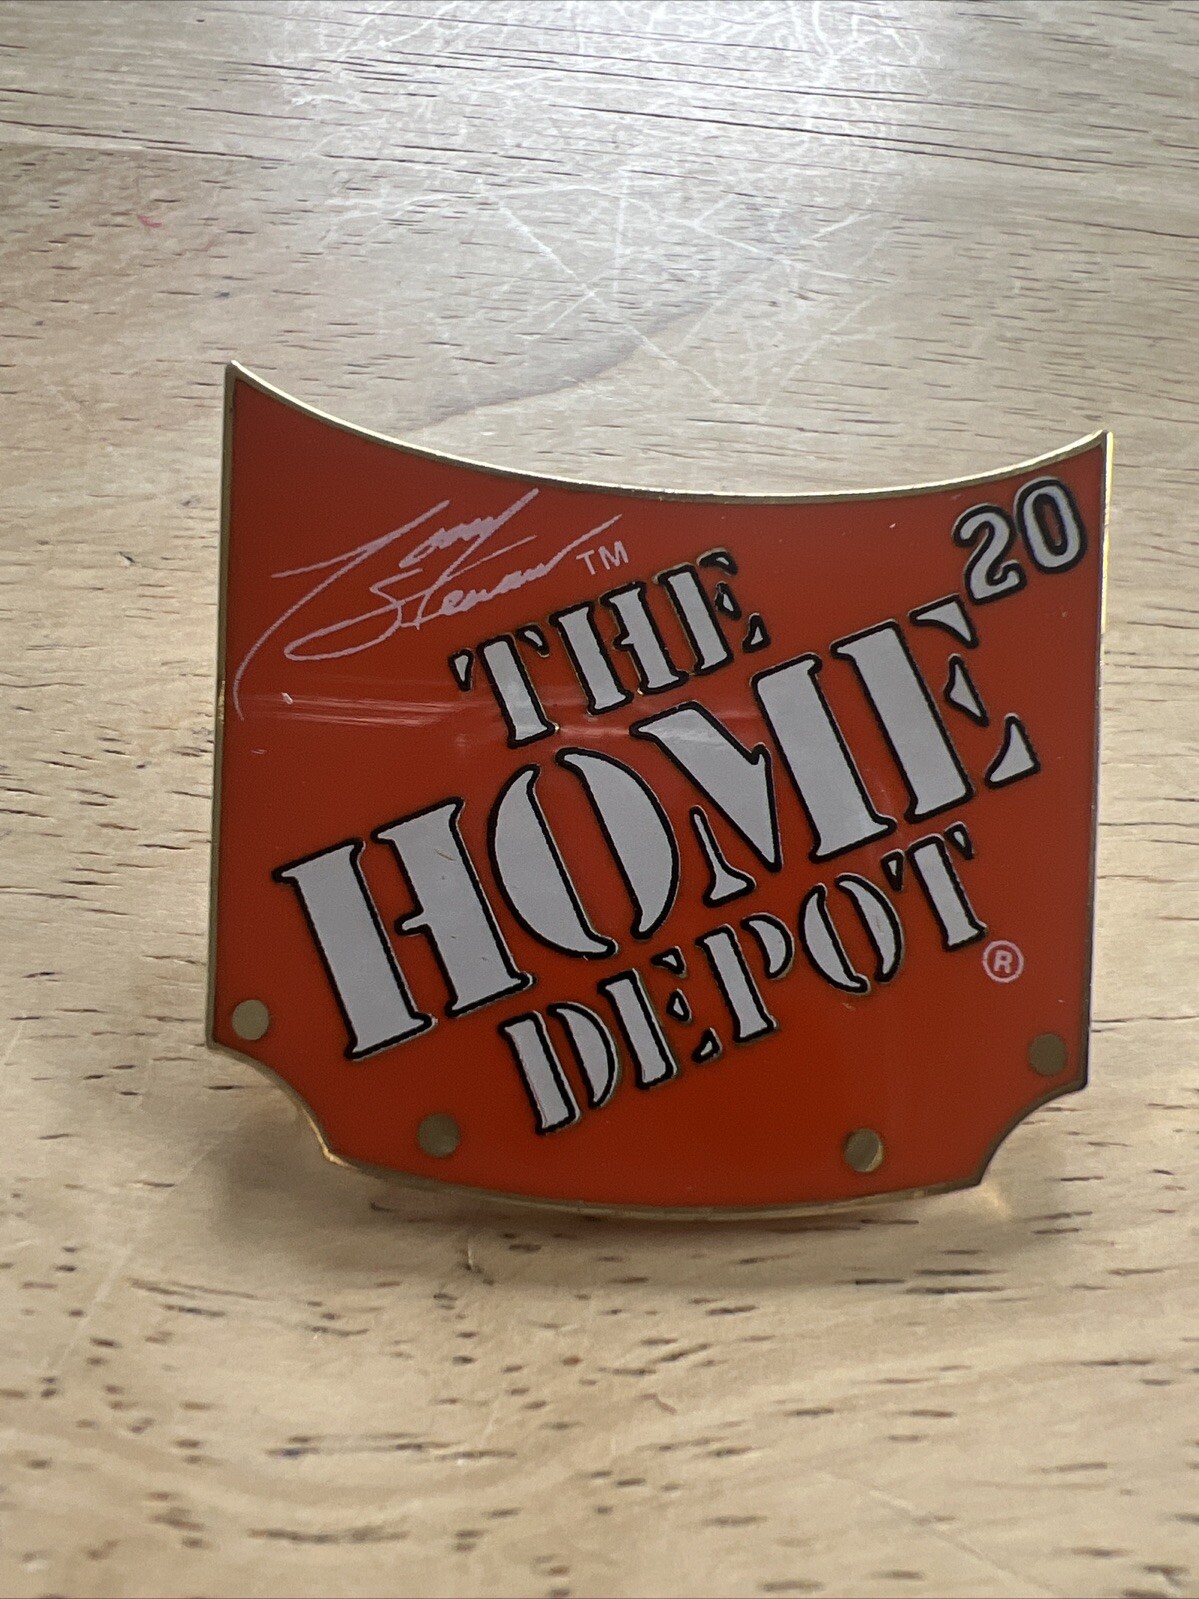 Tony
Stewart™
20
THE
HOME
DEPOT®